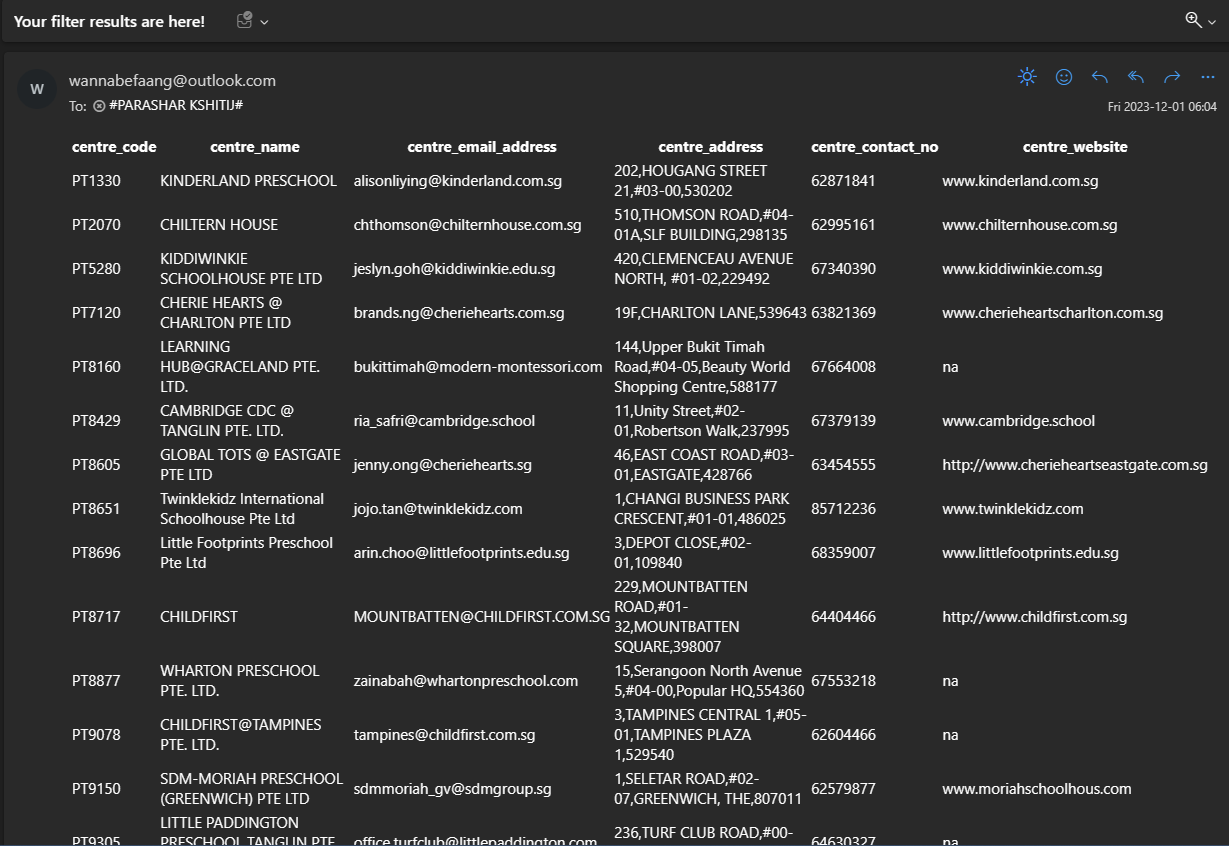 Your filter results are here!
W
wannabefaang@outlook.com
To: #PARASHAR KSHITIJ#
Fri 2023-12-01 06:04
centre_code centre_name centre_email_address centre_address centre_contact_no centre_website
PT1330 KINDERLAND PRESCHOOL alisonliying@kinderland.com.sg 202,HOUGANG STREET
21,#03-00,530202 62871841 www.kinderland.com.sg
PT2070 CHILTERN HOUSE chthomson@chilternhouse.com.sg 510,THOMSON ROAD,#04-
01A,SLF BUILDING,298135 62995161 www.chilternhouse.com.sg
PT5280 KIDDIWINKIE
SCHOOLHOUSE PTE LTD jeslyn.goh@kiddiwinkie.edu.sg 420,CLEMENCEAU AVENUE
NORTH, #01-02,229492 67340390 www.kiddiwinkie.com.sg
PT7120 CHERIE HEARTS @
CHARLTON PTE LTD brands.ng@cheriehearts.com.sg 19F,CHARLTON LANE,539643 63821369 www.cherieheartscharlton.com.sg
PT8160 LEARNING
HUB@GRACELAND PTE.
LTD. bukittimah@modern-montessori.com 144,Upper Bukit Timah
Road,#04-05,Beauty World
Shopping Centre,588177 67664008 na
PT8429 CAMBRIDGE CDC @
TANGLIN PTE. LTD. ria_safri@cambridge.school 11,Unity Street,#02-
01,Robertson Walk,237995 67379139 www.cambridge.school
PT8605 GLOBAL TOTS @ EASTGATE
PTE LTD jenny.ong@cheriehearts.sg 46,EAST COAST ROAD,#03-
01,EASTGATE,428766 63454555 http://www.cherieheartseastgate.com.sg
PT8651 Twinklekidz International
Schoolhouse Pte Ltd jojo.tan@twinklekidz.com 1,CHANGI BUSINESS PARK
CRESCENT,#01-01,486025 85712236 www.twinklekidz.com
PT8696 Little Footprints Preschool
Pte Ltd arin.choo@littlefootprints.edu.sg 3,DEPOT CLOSE,#02-
01,109840 68359007 www.littlefootprints.edu.sg
PT8717 CHILDFIRST MOUNTBATTEN@CHILDFIRST.COM.SG 229,MOUNTBATTEN
ROAD,#01-
32,MOUNTBATTEN
SQUARE,398007 64404466 http://www.childfirst.com.sg
PT8877 WHARTON PRESCHOOL
PTE. LTD. zainabah@whartonpreschool.com 15,Serangoon North Avenue
5,#04-00,Popular HQ,554360 67553218 na
PT9078 CHILDFIRST@TAMPINES
PTE. LTD. tampines@childfirst.com.sg 3,TAMPINES CENTRAL 1,#05-
01,TAMPINES PLAZA
1,529540 62604466 na
PT9150 SDM-MORIAH PRESCHOOL
(GREENWICH) PTE LTD sdmmoriah_gv@sdmgroup.sg 1,SELETAR ROAD,#02-
07,GREENWICH, THE,807011 62579877 www.moriahschoolhous.com
PT9305 LITTLE PADDINGTON
PRESCHOOL TANGLIN PTE office.turfclub@littlepaddington.com 236,TURF CLUB ROAD,#00- 64630327 na